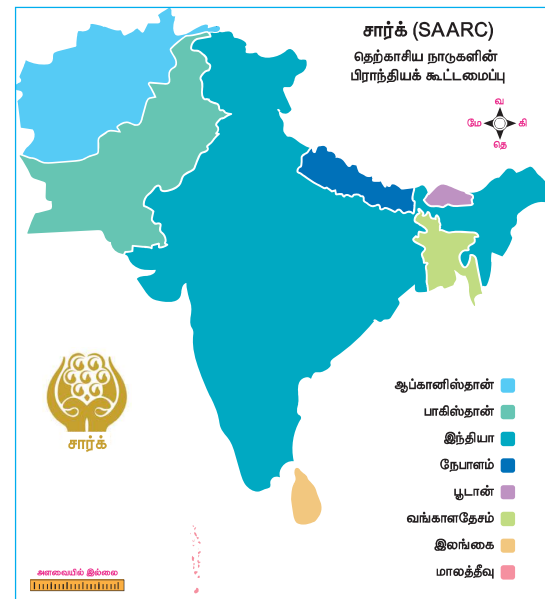 சார்க் (SAARC)
தெற்காசிய நாடுகளின்
பிராந்தியக் கூட்டமைப்பு
வ
மே
கி
தெ
சார்க்
ஆப்கானிஸ்தான்
பாகிஸ்தான்
இந்தியா
நேபாளம்
பூடான்
வங்காளதேசம்
இலங்கை
மாலத்தீவு
அளவையில் இல்லை